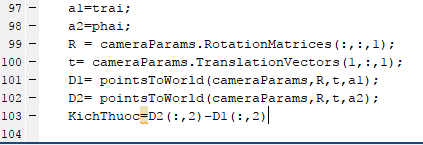 97 - a1=trai;
98 - a2=phai;
99 - R = cameraParams.RotationMatrices(:,:,1);
100 - t= cameraParams.TranslationVectors(1,:,1);
101 - D1= pointsToWorld(cameraParams,R,t,a1);
102 - D2= pointsToWorld(cameraParams,R,t,a2);
103 - KichThuoc=D2(:,2)-D1(:,2)
104